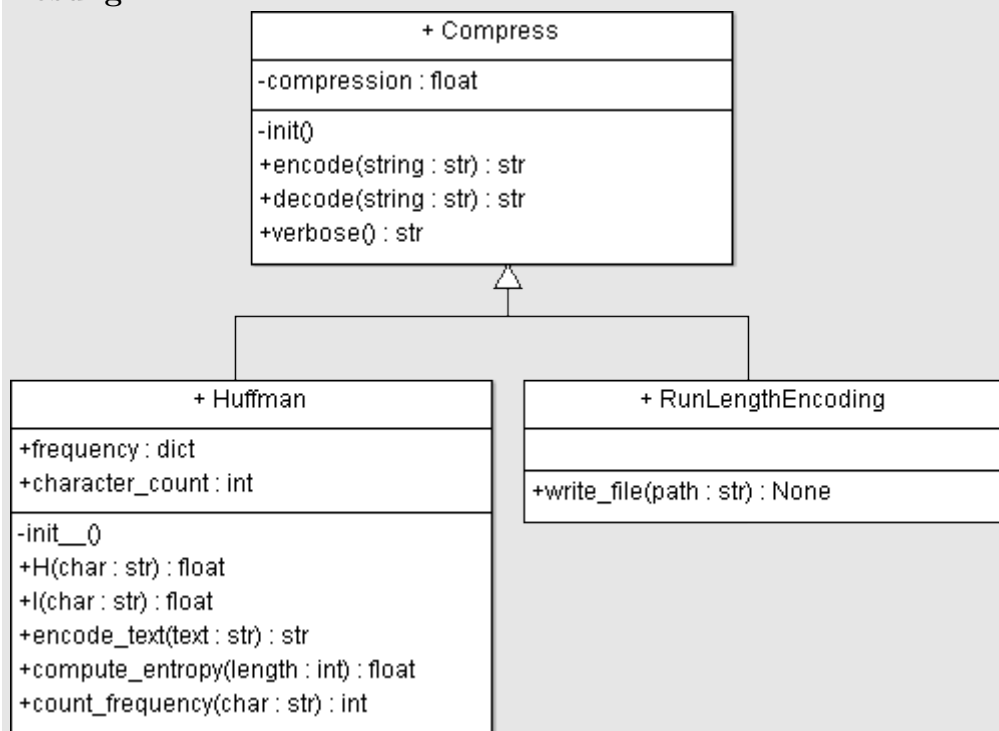 + Compress
-compression : float
-init()
+encode(string : str) : str
+decode(string : str) : str
+verbose() : str
+ Huffman
+frequency : dict
+character_count : int
-init__()
+H(char : str) : float
+I(char : str) : float
+encode_text(text : str) : str
+compute_entropy(length : int) : float
+count_frequency(char : str) : int
+ RunLengthEncoding
+write_file(path : str) : None